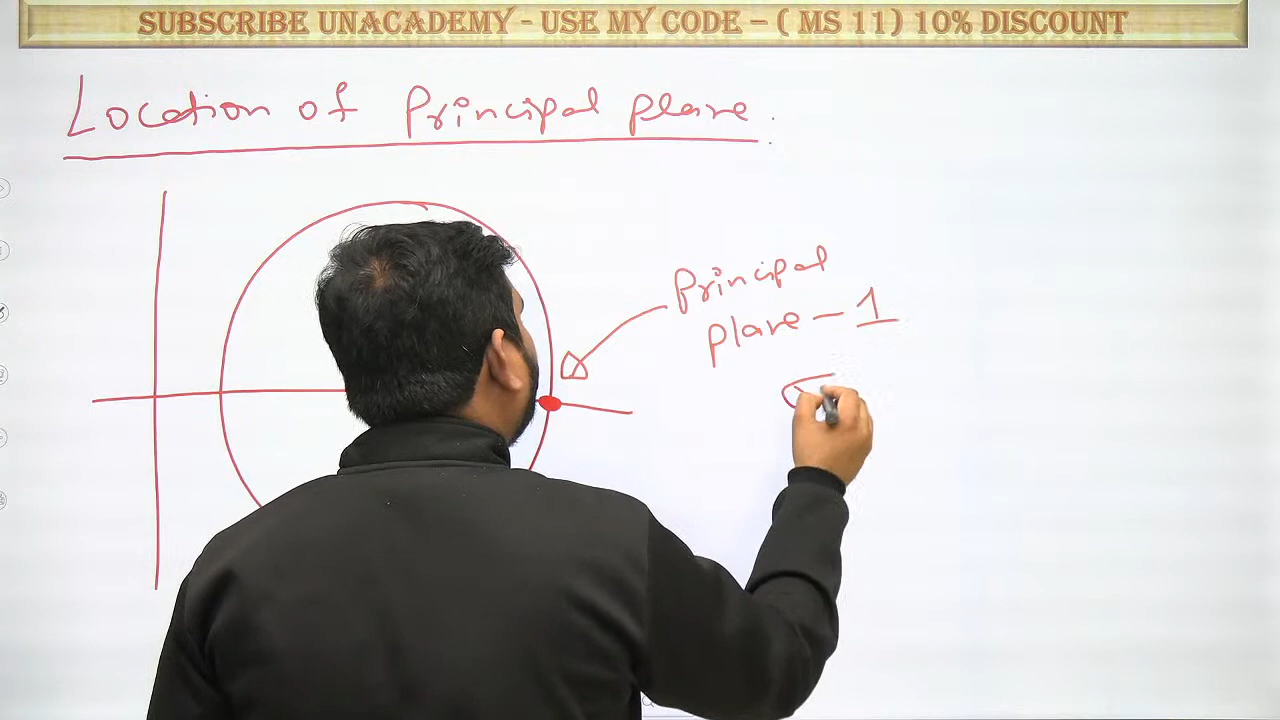 SUBSCRIBE UNACADEMY - USE MY CODE – ( MS 11) 10% DISCOUNT
Location of Principal plane.
Principal
plane – 1